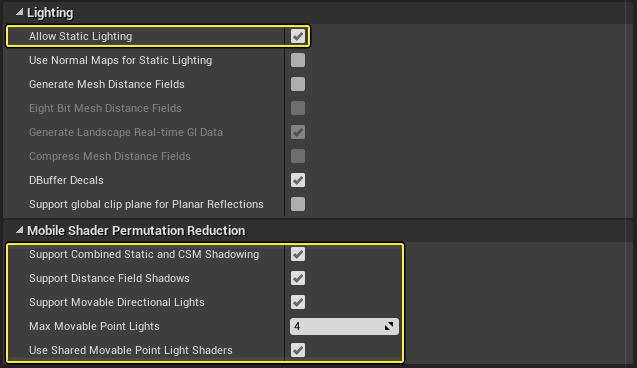 Lighting
Allow Static Lighting
Use Normal Maps for Static Lighting
Generate Mesh Distance Fields
Eight Bit Mesh Distance Fields
Generate Landscape Real-time GI Data
Compress Mesh Distance Fields
DBuffer Decals
Support global clip plane for Planar Reflections
Mobile Shader Permutation Reduction
Support Combined Static and CSM Shadowing
Support Distance Field Shadows
Support Movable Directional Lights
Max Movable Point Lights 4
Use Shared Movable Point Light Shaders